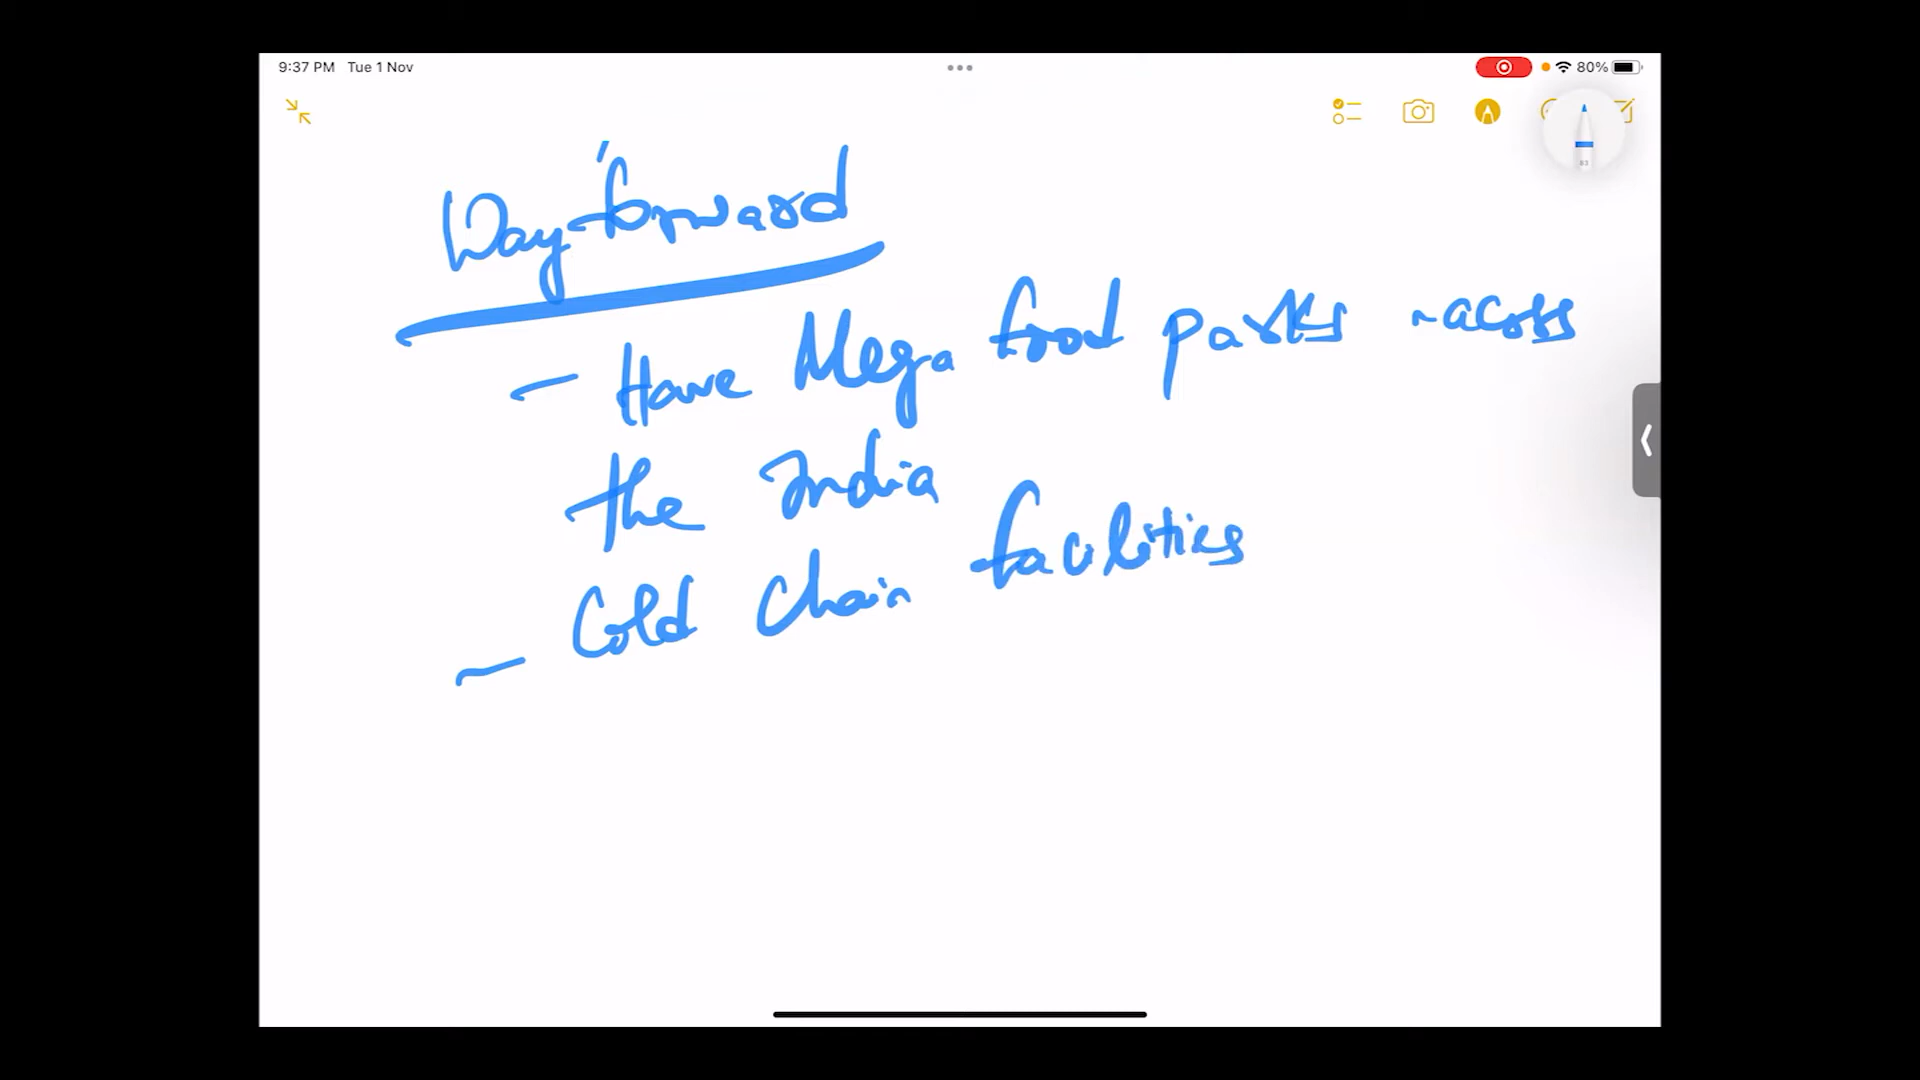 9:37 PM Tue 1 Nov
80%
Way forward
- Have Mega food parks - across
the India
- Cold Chain facilities